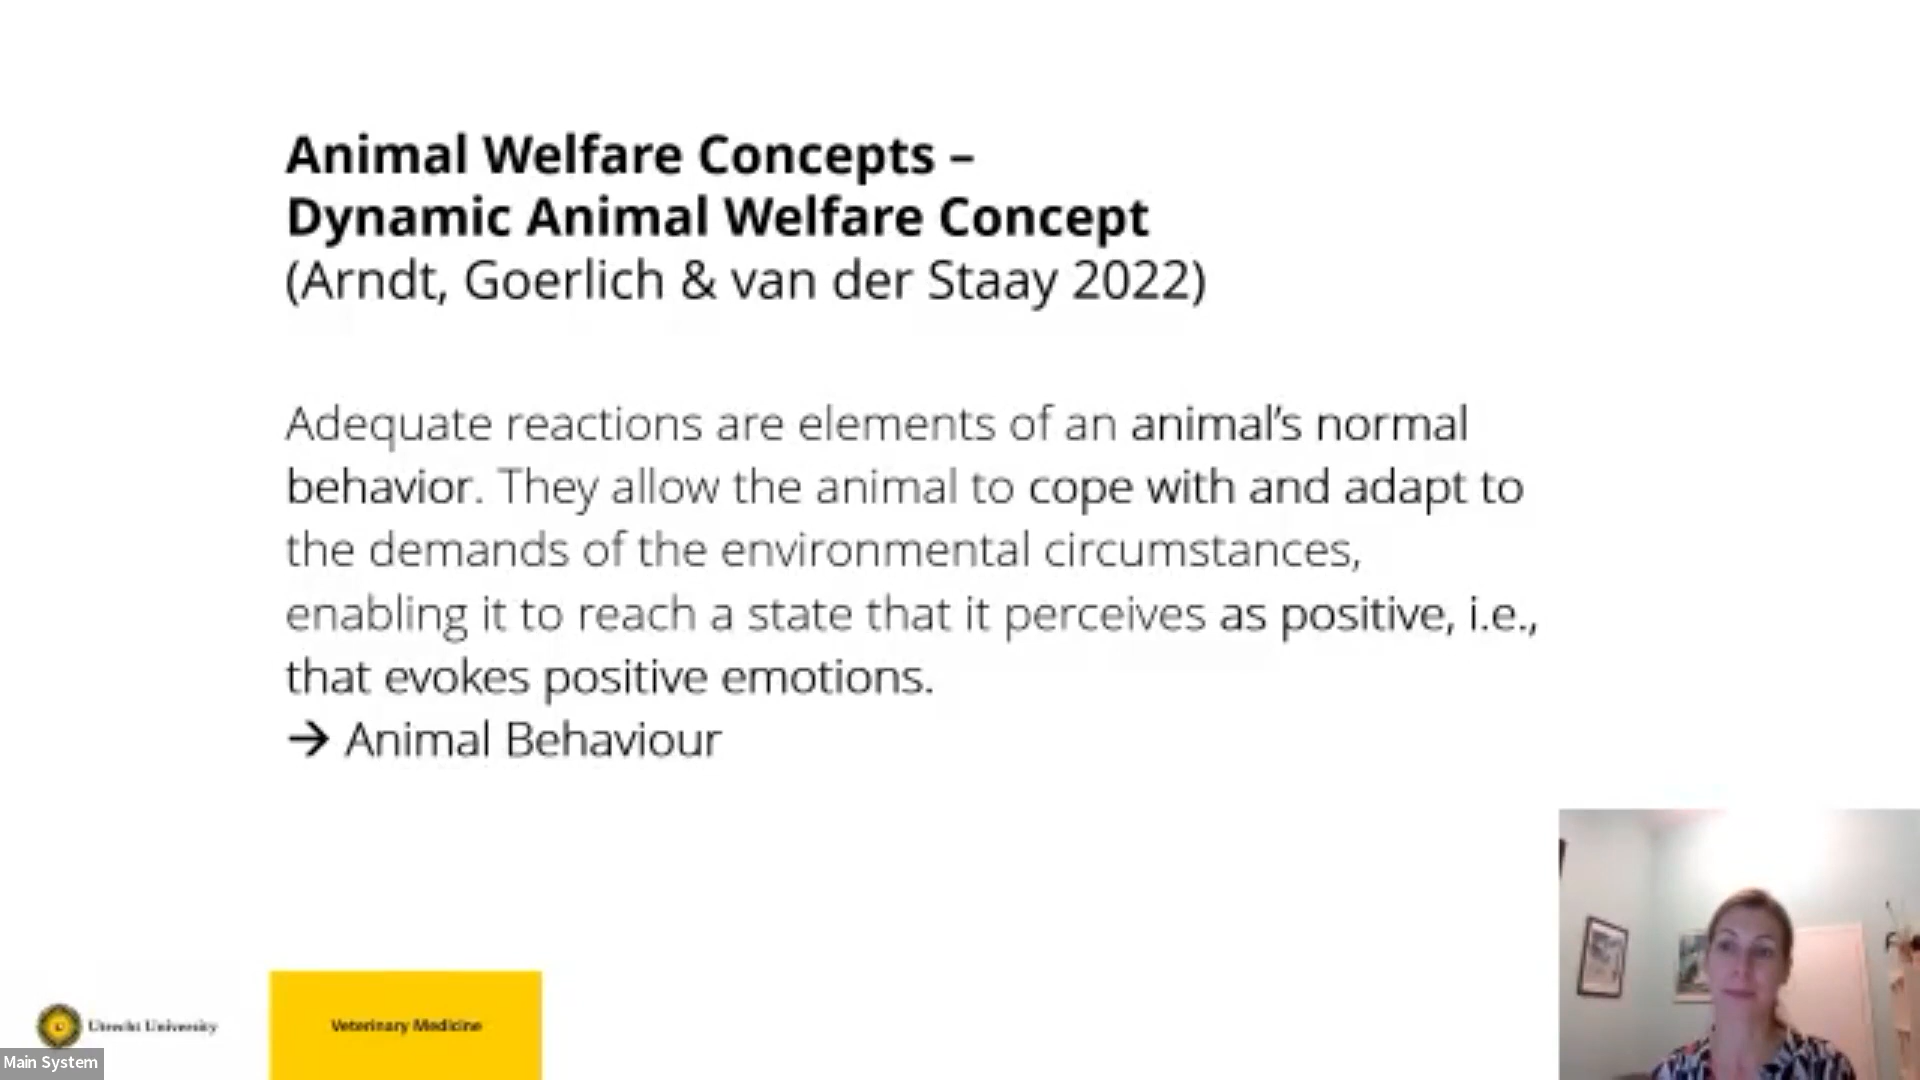 Animal Welfare Concepts –
Dynamic Animal Welfare Concept
(Arndt, Goerlich & van der Staay 2022)
Adequate reactions are elements of an animal’s normal
behavior. They allow the animal to cope with and adapt to
the demands of the environmental circumstances,
enabling it to reach a state that it perceives as positive, i.e.,
that evokes positive emotions.
→ Animal Behaviour
Utrecht University
Veterinary Medicine
Main System